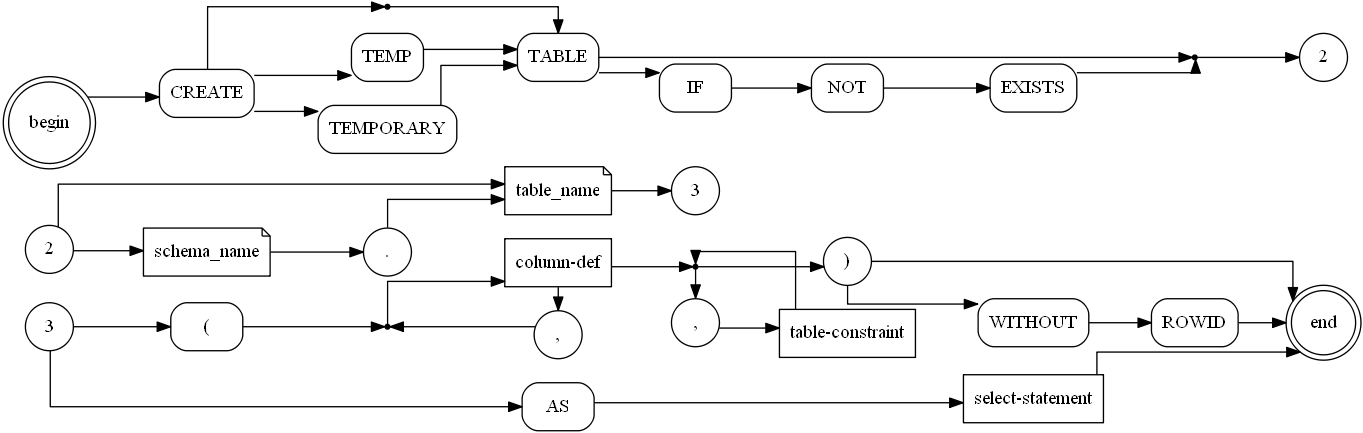 begin
CREATE
TEMP
TEMPORARY
TABLE
IF
NOT
EXISTS
2
2
schema_name
.
table_name
3
3
(
column-def
,
,
table-constraint
)
WITHOUT
ROWID
end
AS
select-statement